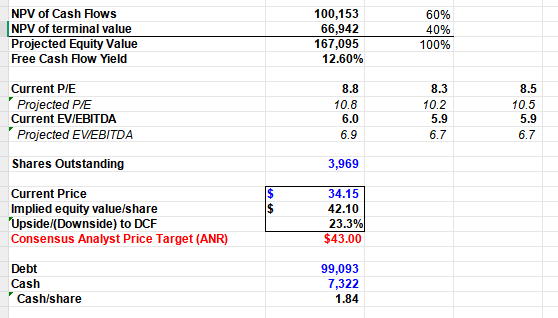 NPV of Cash Flows 100,153 60%
NPV of terminal value 66,942 40%
Projected Equity Value 167,095 100%
Free Cash Flow Yield 12.60%
Current P/E 8.8 8.3 8.5
Projected P/E 10.8 10.2 10.5
Current EV/EBITDA 6.0 5.9 5.9
Projected EV/EBITDA 6.9 6.7 6.7
Shares Outstanding 3,969
Current Price $ 34.15
Implied equity value/share $ 42.10
Upside/(Downside) to DCF 23.3%
Consensus Analyst Price Target (ANR) $43.00
Debt 99,093
Cash 7,322
Cash/share 1.84